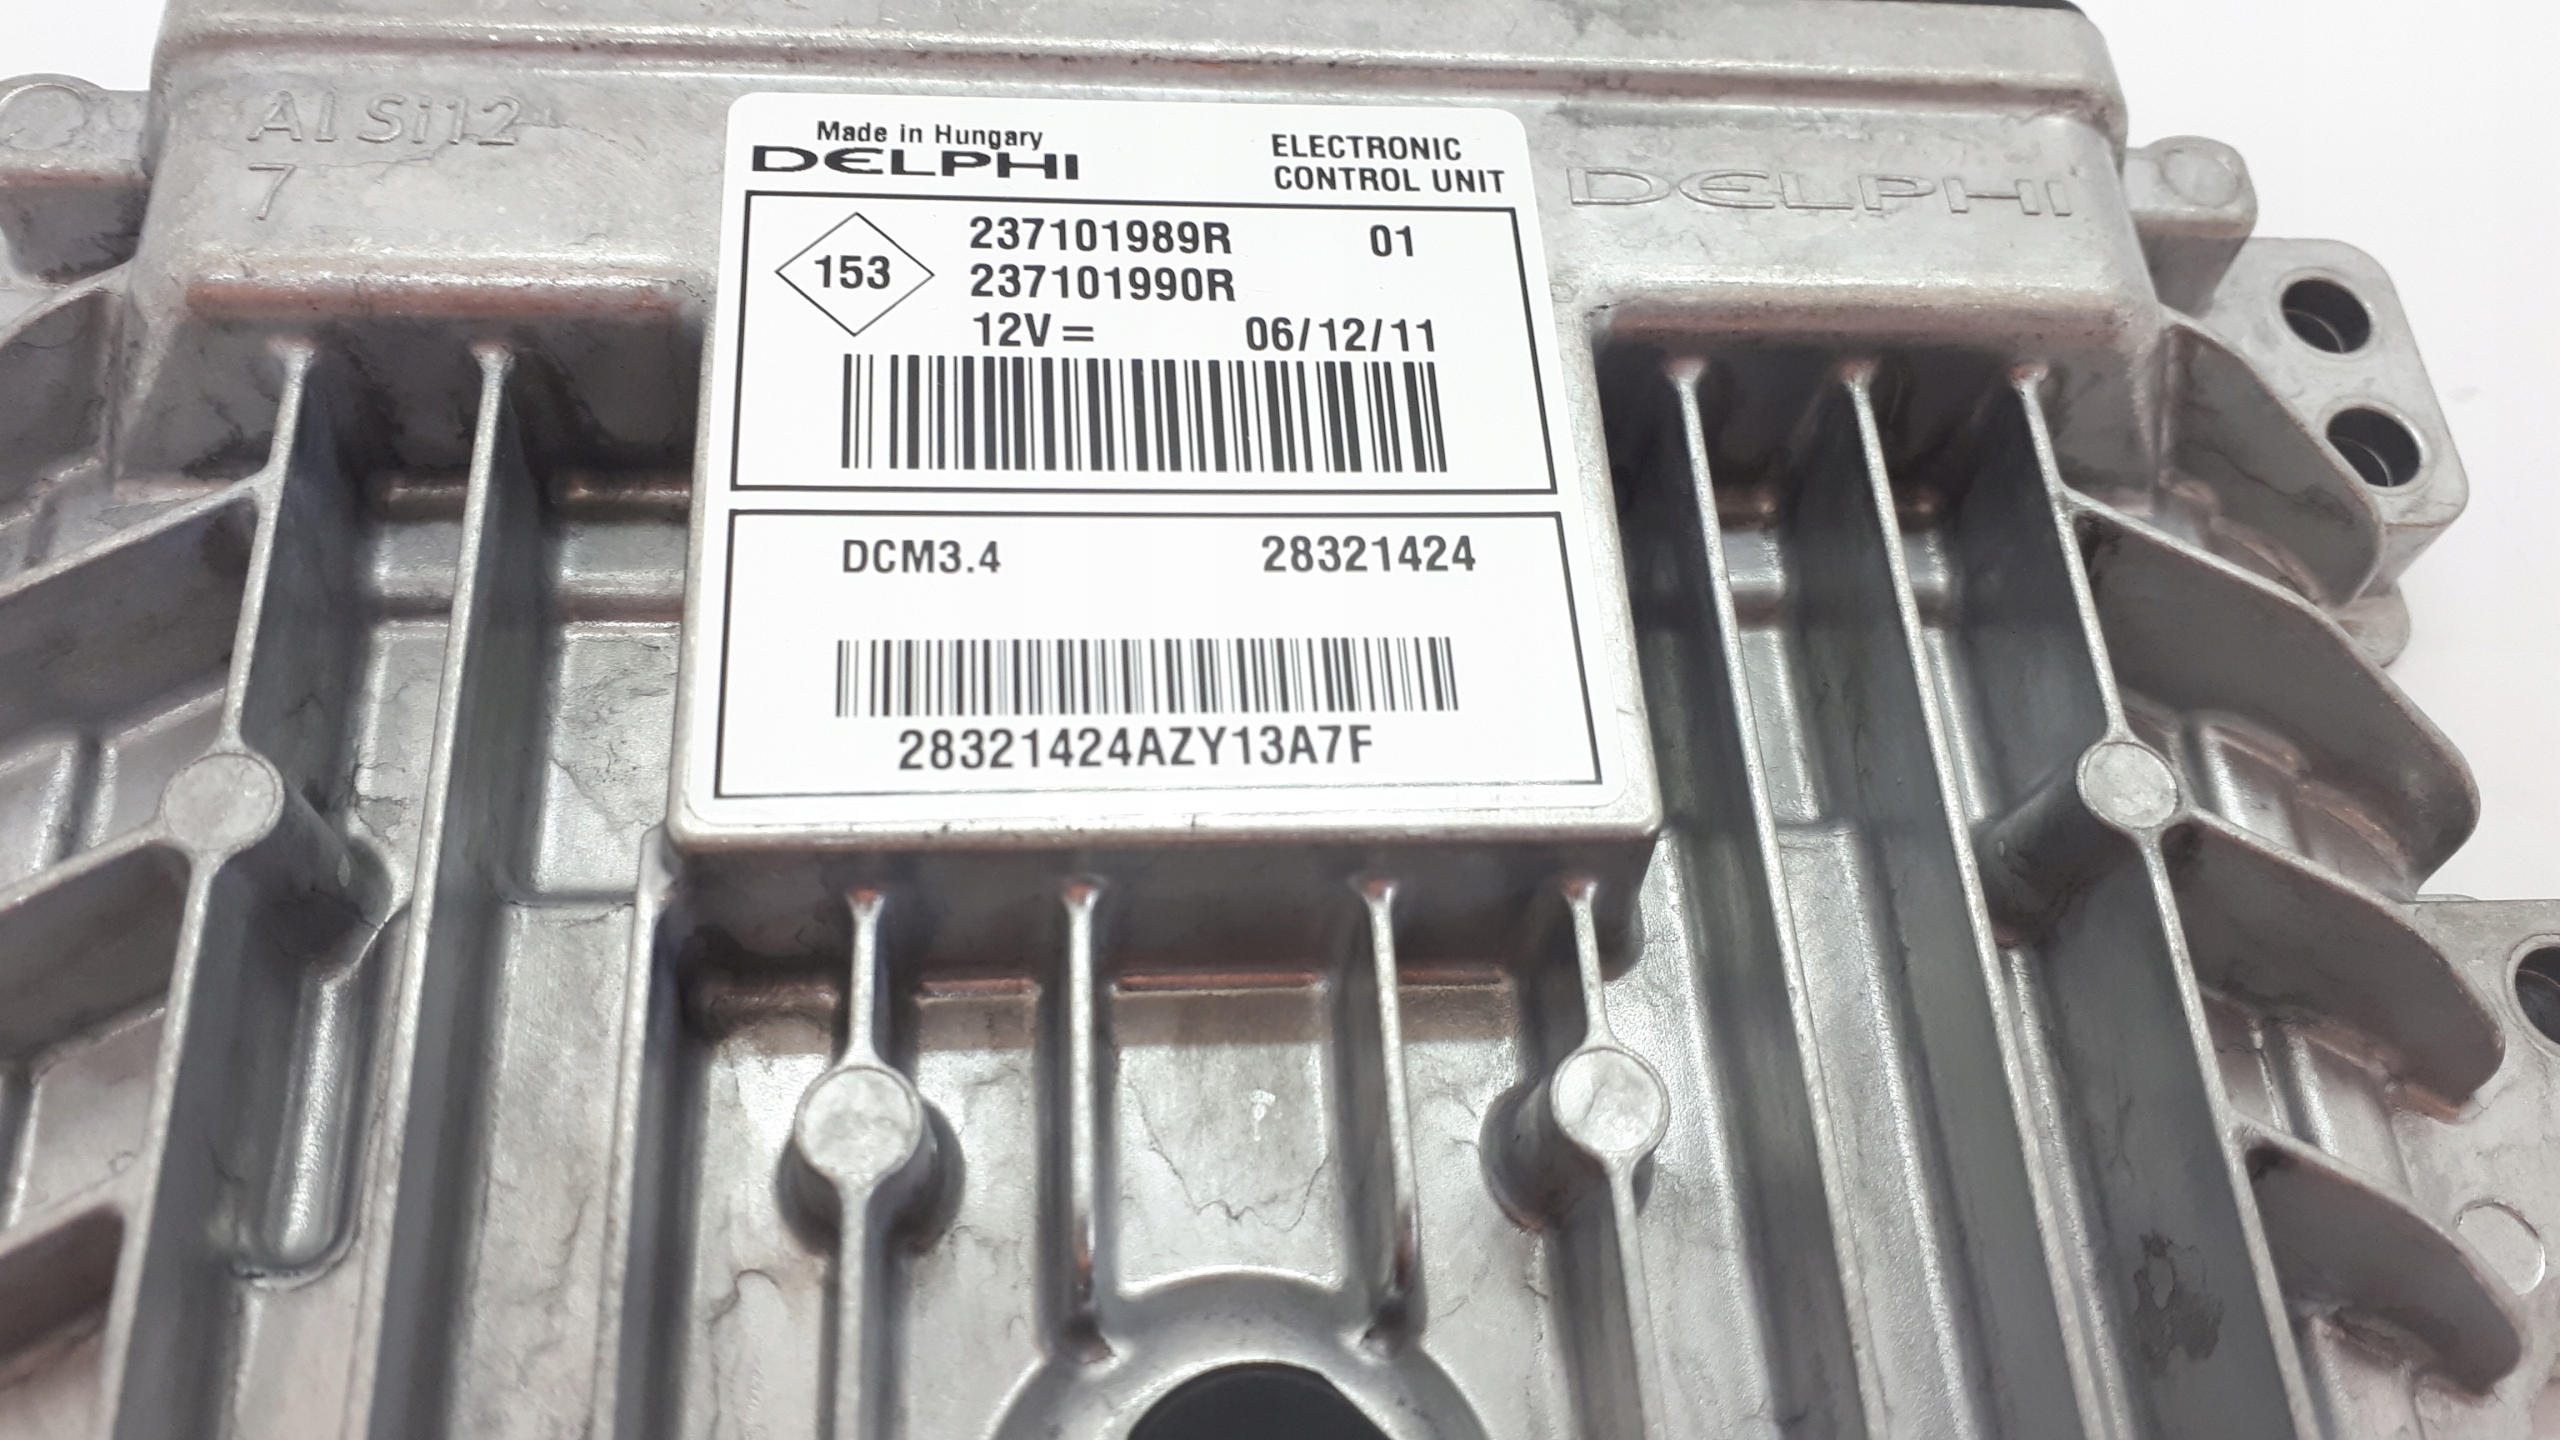 Al Si12
7
Made in Hungary
DELPHI
ELECTRONIC
CONTROL UNIT
DELPHI
153
237101989R 01
237101990R
12V= 06/12/11
DCM3.4 28321424
28321424AZY13A7F